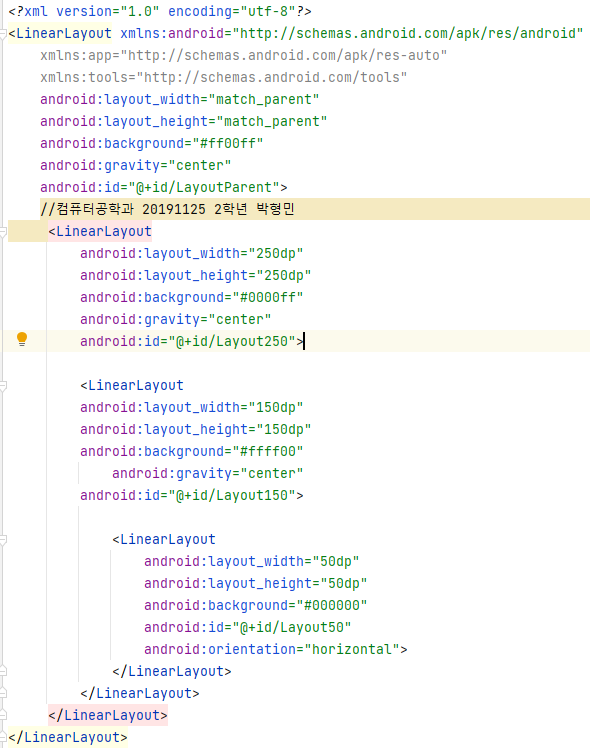 <?xml version="1.0" encoding="utf-8"?>
<LinearLayout xmlns:android="http://schemas.android.com/apk/res/android"
    xmlns:app="http://schemas.android.com/apk/res-auto"
    xmlns:tools="http://schemas.android.com/tools"
    android:layout_width="match_parent"
    android:layout_height="match_parent"
    android:background="#ff00ff"
    android:gravity="center"
    android:id="@+id/LayoutParent">
    //컴퓨터공학과 20191125 2학년 박형민
     <LinearLayout
         android:layout_width="250dp"
         android:layout_height="250dp"
         android:background="#0000ff"
         android:gravity="center"
         android:id="@+id/Layout250">
         <LinearLayout
         android:layout_width="150dp"
         android:layout_height="150dp"
         android:background="#ffff00"
             android:gravity="center"
         android:id="@+id/Layout150">
             <LinearLayout
                 android:layout_width="50dp"
                 android:layout_height="50dp"
                 android:background="#000000"
                 android:id="@+id/Layout50"
                 android:orientation="horizontal">
             </LinearLayout>
         </LinearLayout>
     </LinearLayout>
</LinearLayout>